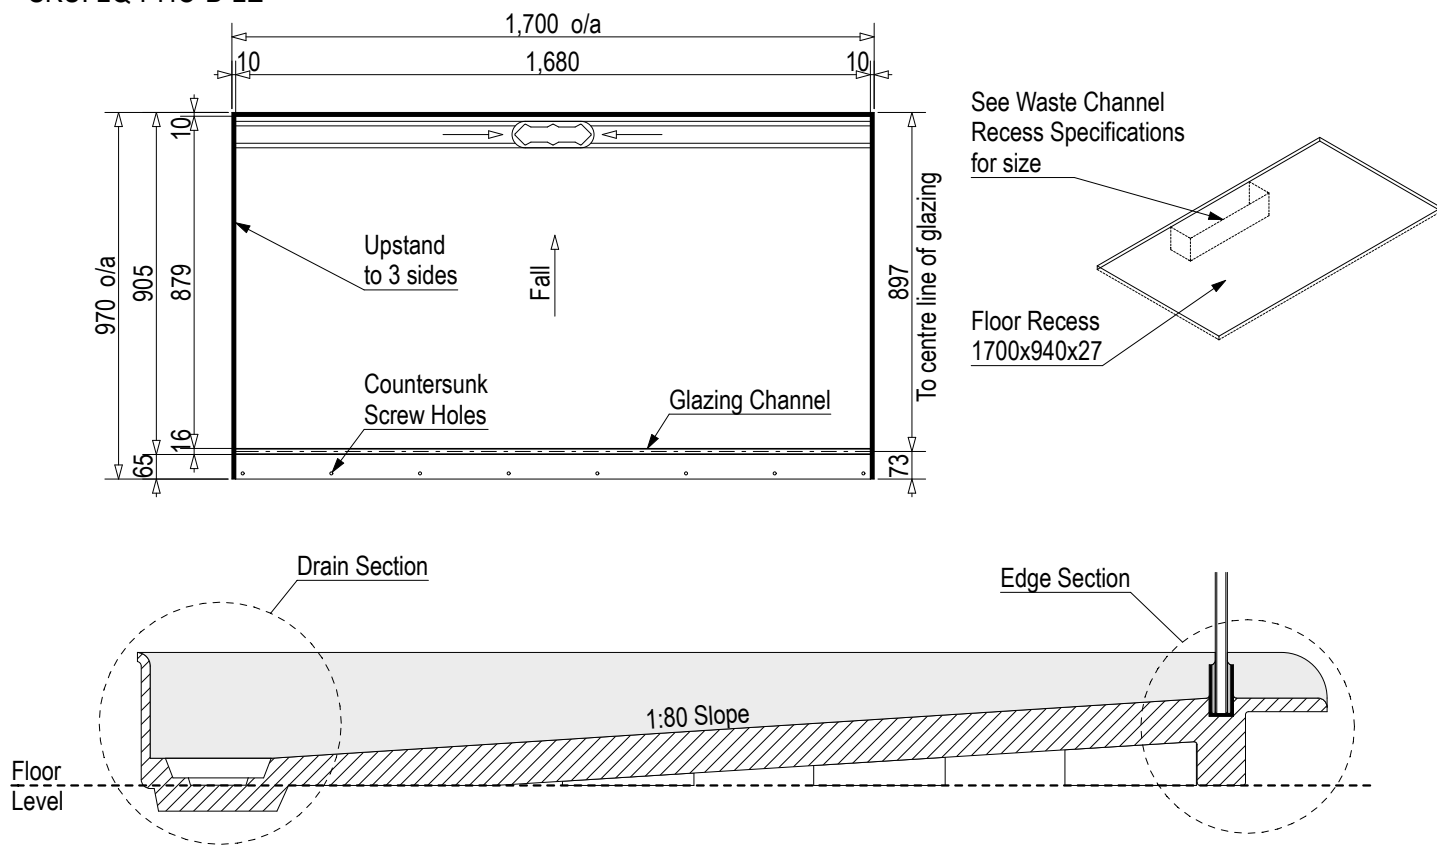 1,700 o/a
10
1,680
10
10
970 o/a
905
879
16
65
897
To centre line of glazing
73
Upstand
to 3 sides
Fall
Countersunk
Screw Holes
Glazing Channel
See Waste Channel
Recess Specifications
for size
Floor Recess
1700x940x27
Drain Section
Edge Section
1:80 Slope
Floor
Level